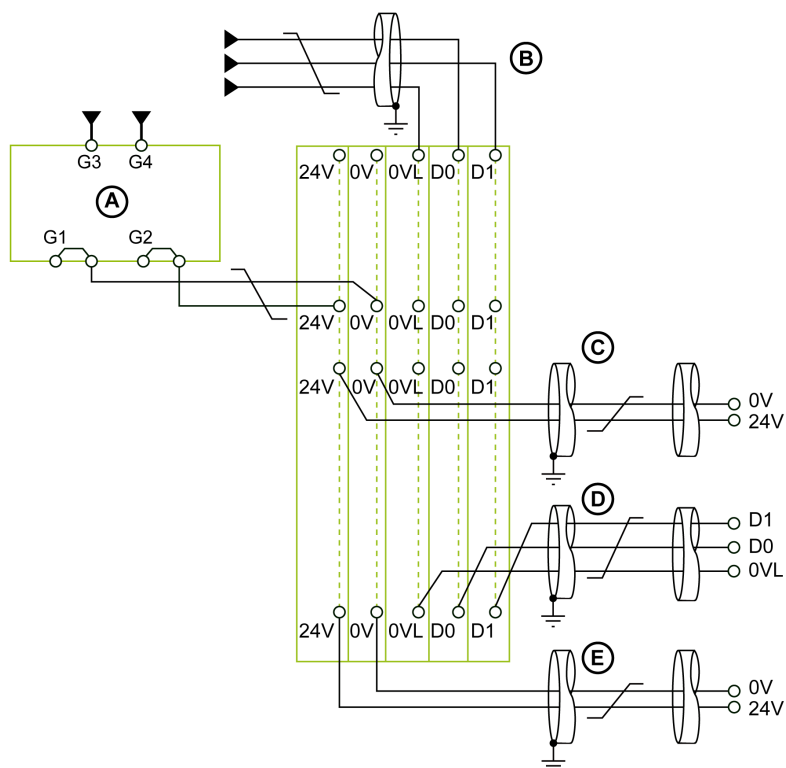 B
G3 G4
A
G1 G2
24V 0V 0VL D0 D1
24V 0V 0VL D0 D1
C
24V 0V 0VL D0 D1
0V
24V
D
D1
D0
0VL
24V 0V 0VL D0 D1
E
0V
24V